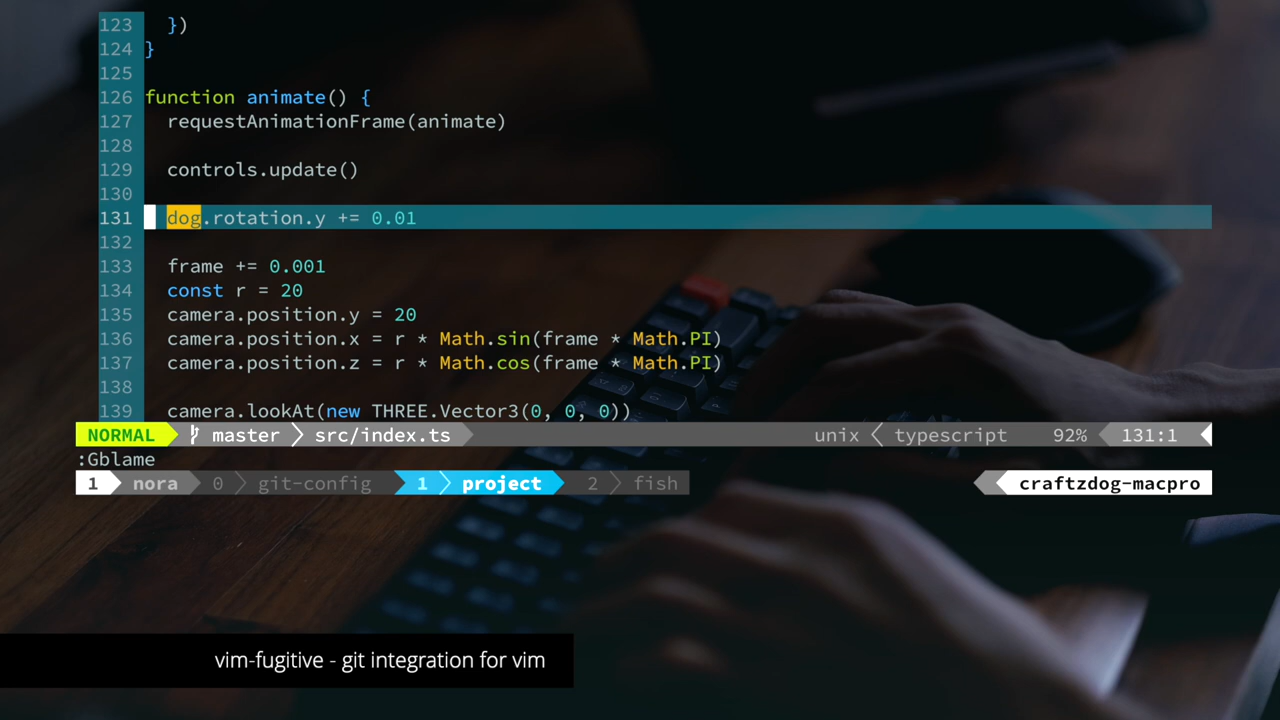 123   })
124 }
125
126 function animate() {
127   requestAnimationFrame(animate)
128
129   controls.update()
130
131   dog.rotation.y += 0.01
132
133   frame += 0.001
134   const r = 20
135   camera.position.y = 20
136   camera.position.x = r * Math.sin(frame * Math.PI)
137   camera.position.z = r * Math.cos(frame * Math.PI)
138
139   camera.lookAt(new THREE.Vector3(0, 0, 0))
NORMAL master src/index.ts unix typescript 92% 131:1
:Gblame
1 nora 0 git-config 1 project 2 fish craftzdog-macpro
vim-fugitive - git integration for vim